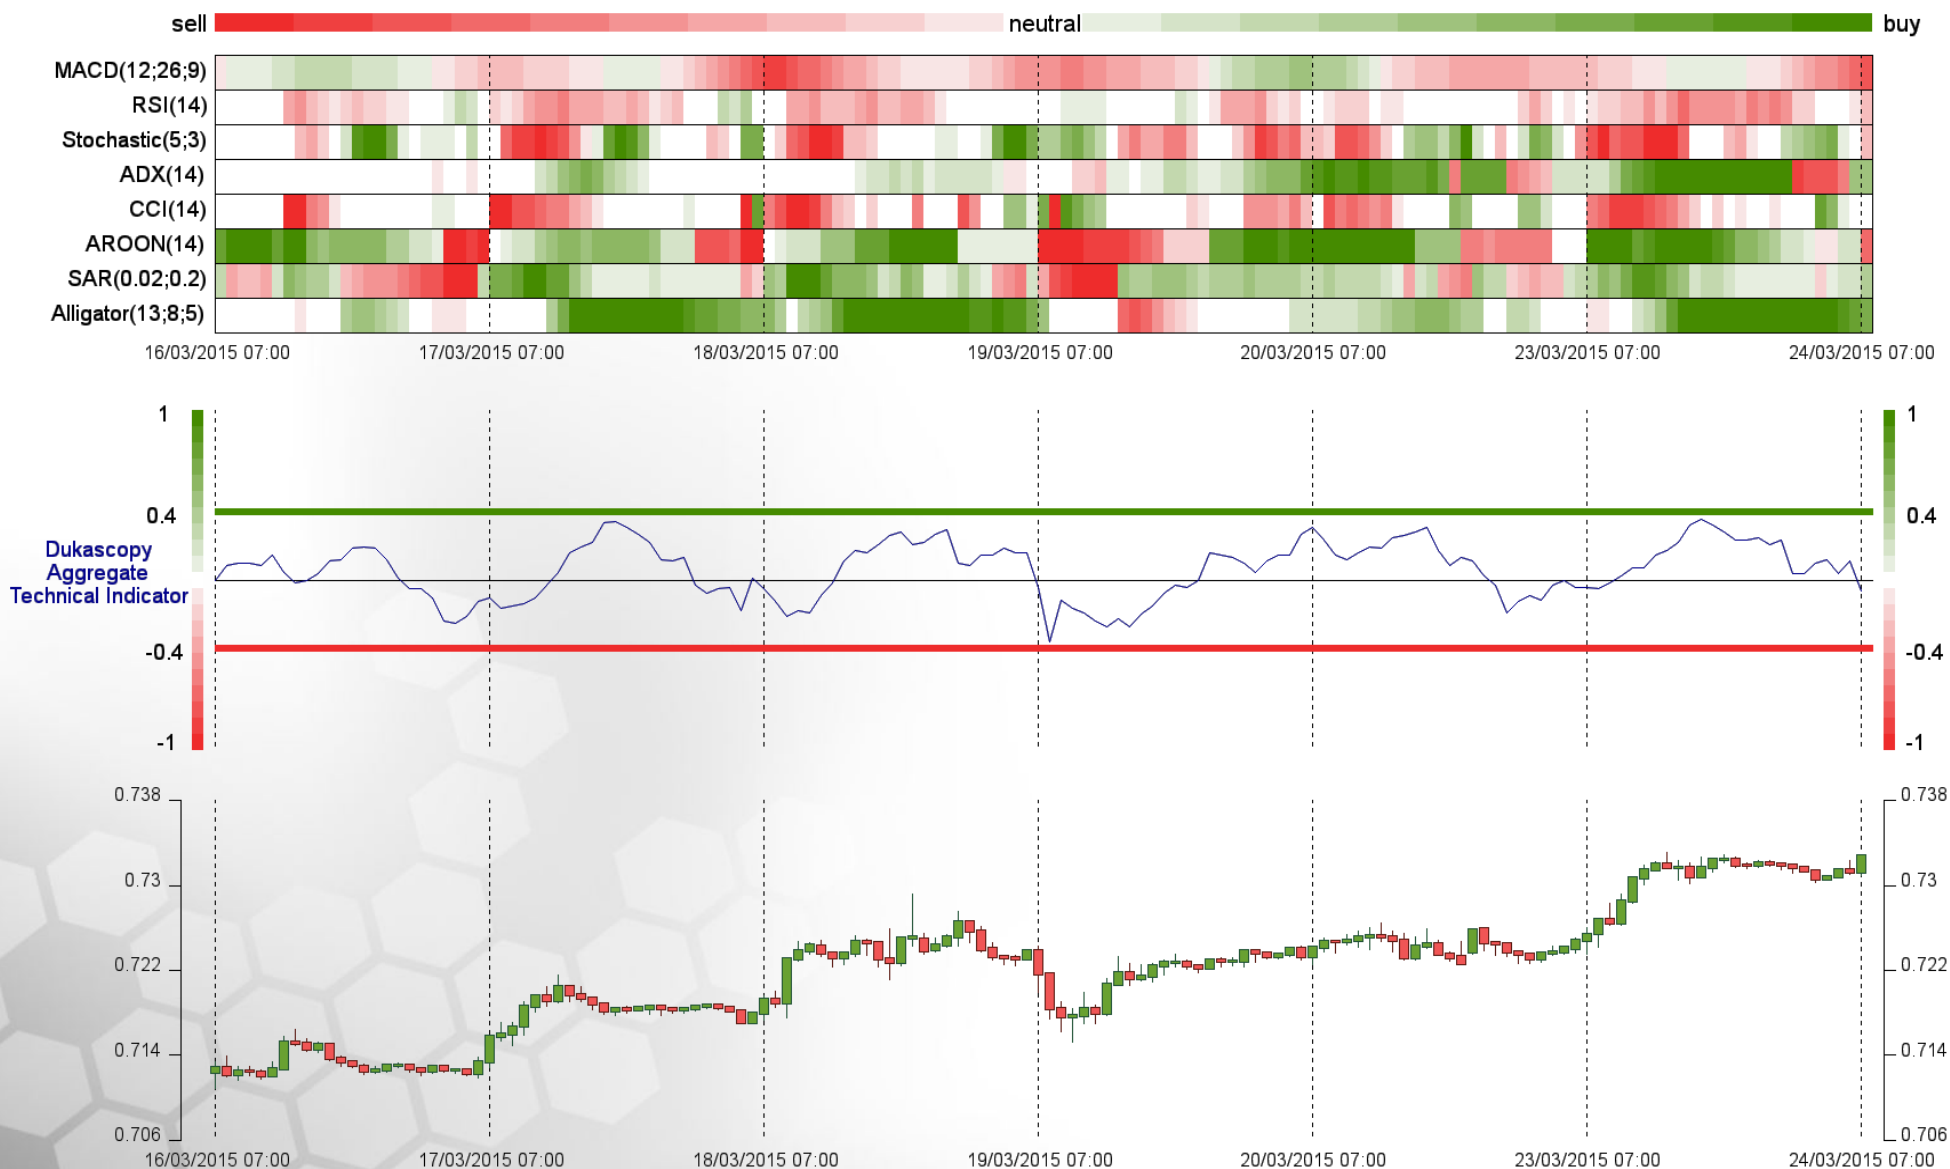 sell neutral buy
MACD(12;26;9)
RSI(14)
Stochastic(5;3)
ADX(14)
CCI(14)
AROON(14)
SAR(0.02;0.2)
Alligator(13;8;5)
16/03/2015 07:00 17/03/2015 07:00 18/03/2015 07:00 19/03/2015 07:00 20/03/2015 07:00 23/03/2015 07:00 24/03/2015 07:00
1 1
0.4 0.4
Dukascopy
Aggregate
Technical Indicator
-0.4 -0.4
-1 -1
0.738 0.738
0.73 0.73
0.722 0.722
0.714 0.714
0.706 0.706
16/03/2015 07:00 17/03/2015 07:00 18/03/2015 07:00 19/03/2015 07:00 20/03/2015 07:00 23/03/2015 07:00 24/03/2015 07:00